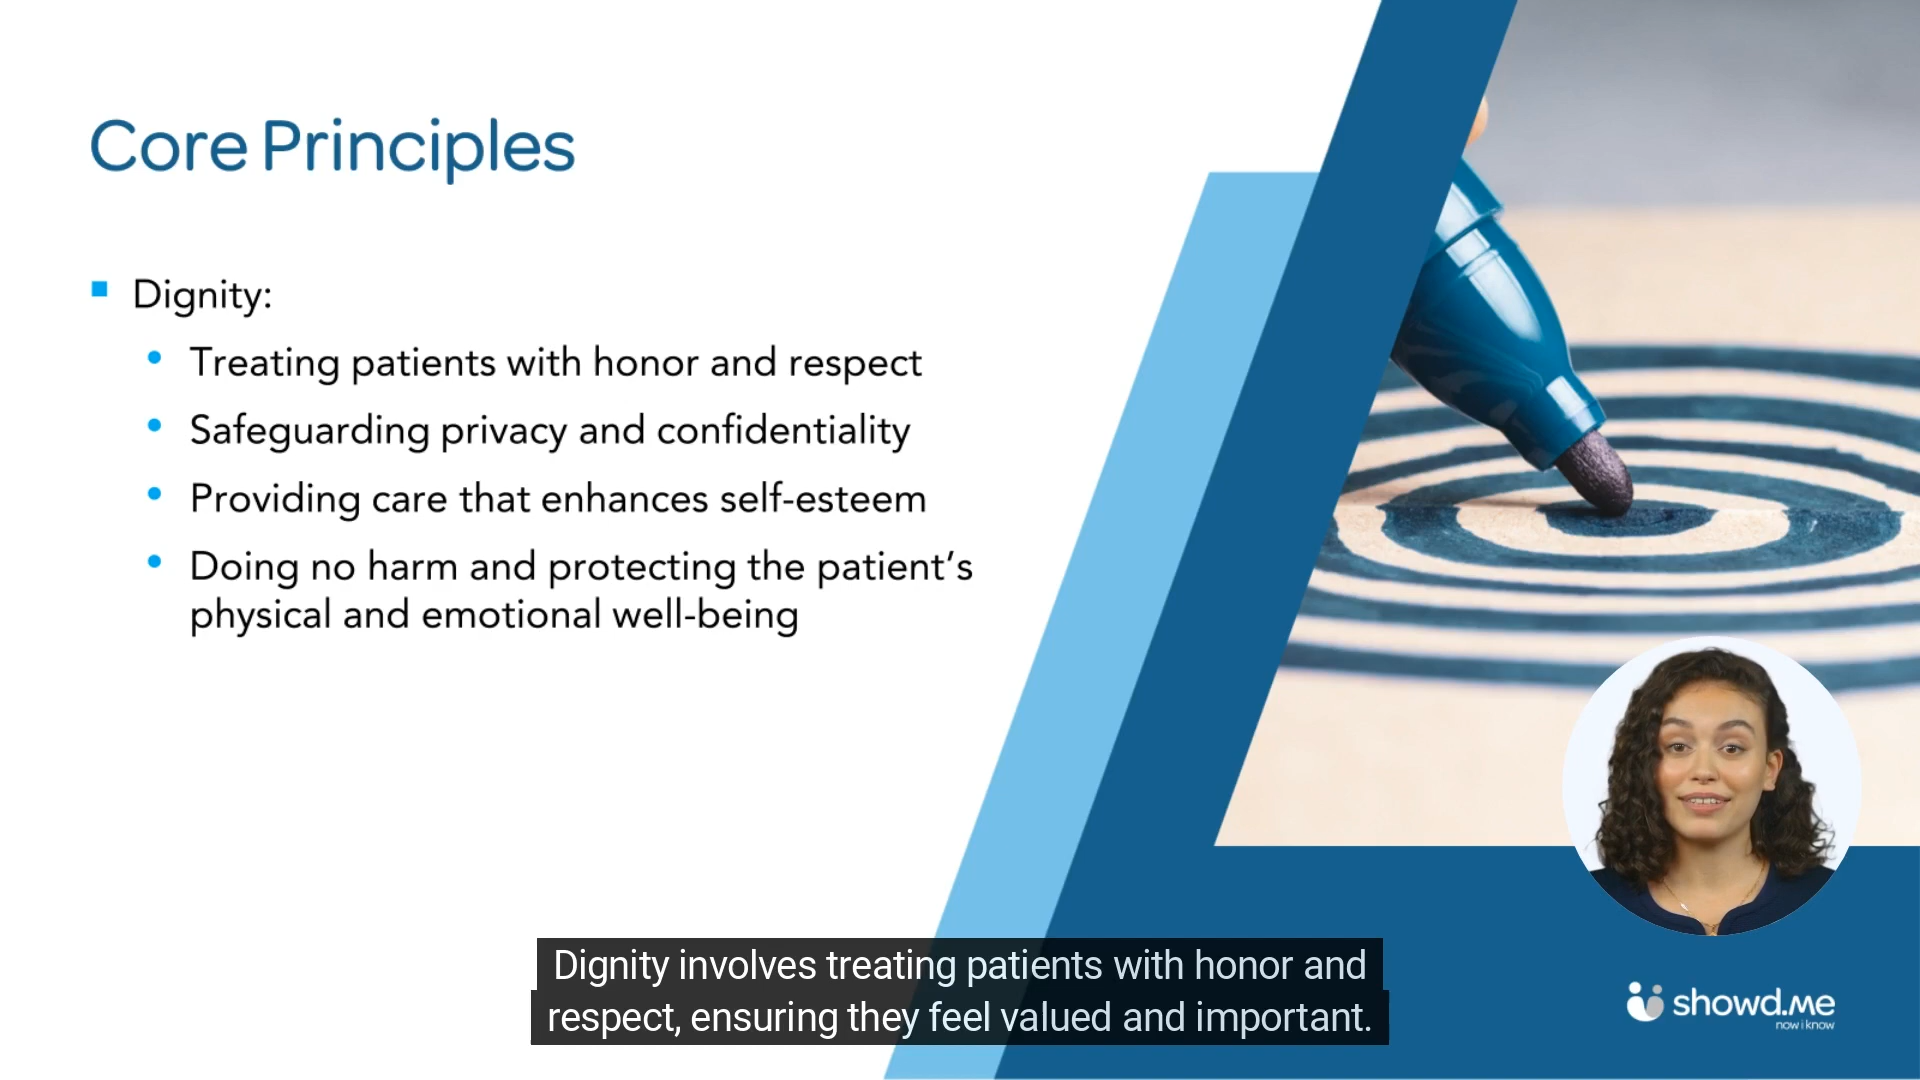 Core Principles
Dignity:
Treating patients with honor and respect
Safeguarding privacy and confidentiality
Providing care that enhances self-esteem
Doing no harm and protecting the patient’s
physical and emotional well-being
Dignity involves treating patients with honor and
respect, ensuring they feel valued and important.
showd.me
now i know